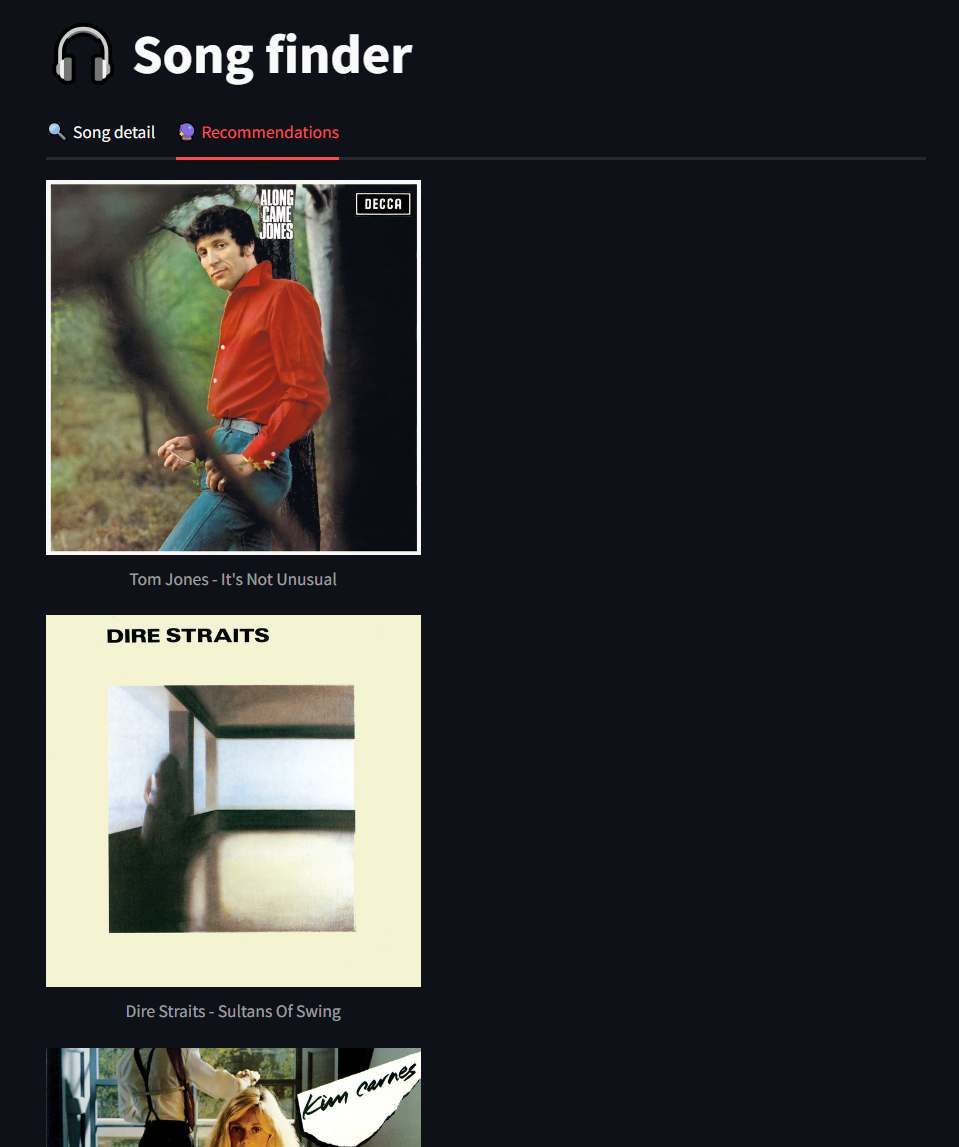 Song finder
Song detail
Recommendations
ALONG
CAME
JONES
DECCA
Tom Jones - It's Not Unusual
DIRE STRAITS
Dire Straits - Sultans Of Swing
Kim Carnes